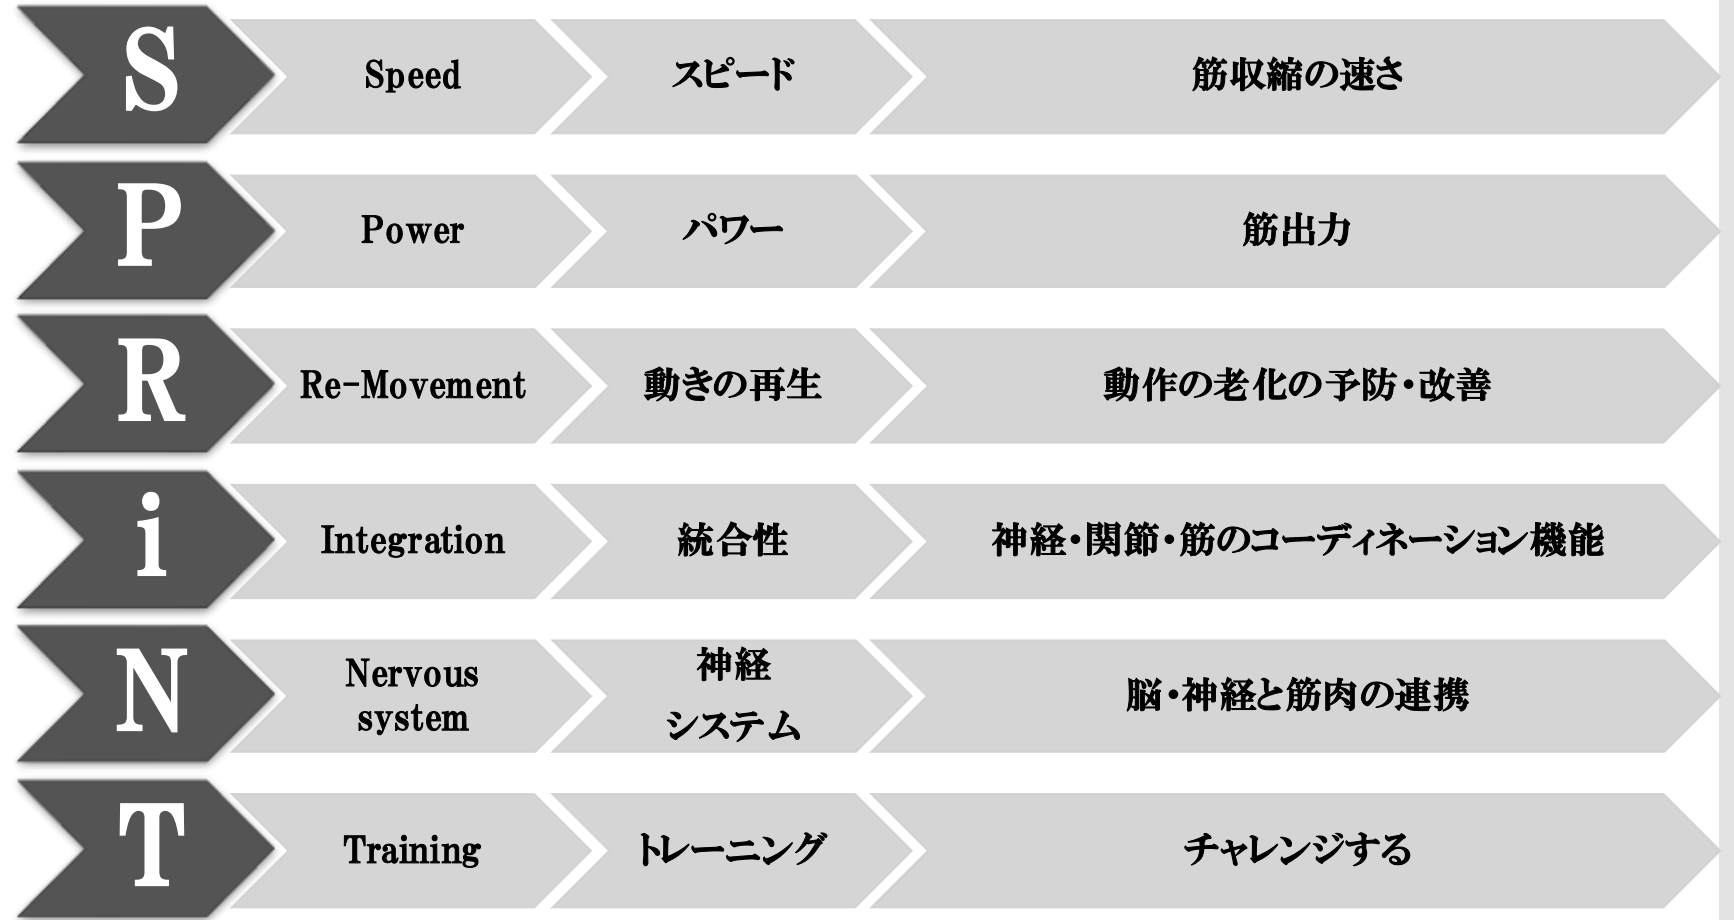 S
Speed
スピード
筋収縮の速さ
P
Power
パワー
筋出力
R
Re-Movement
動きの再生
動作の老化の予防・改善
i
Integration
統合性
神経・関節・筋のコーディネーション機能
N
Nervous
system
神経
システム
脳・神経と筋肉の連携
T
Training
トレーニング
チャレンジする